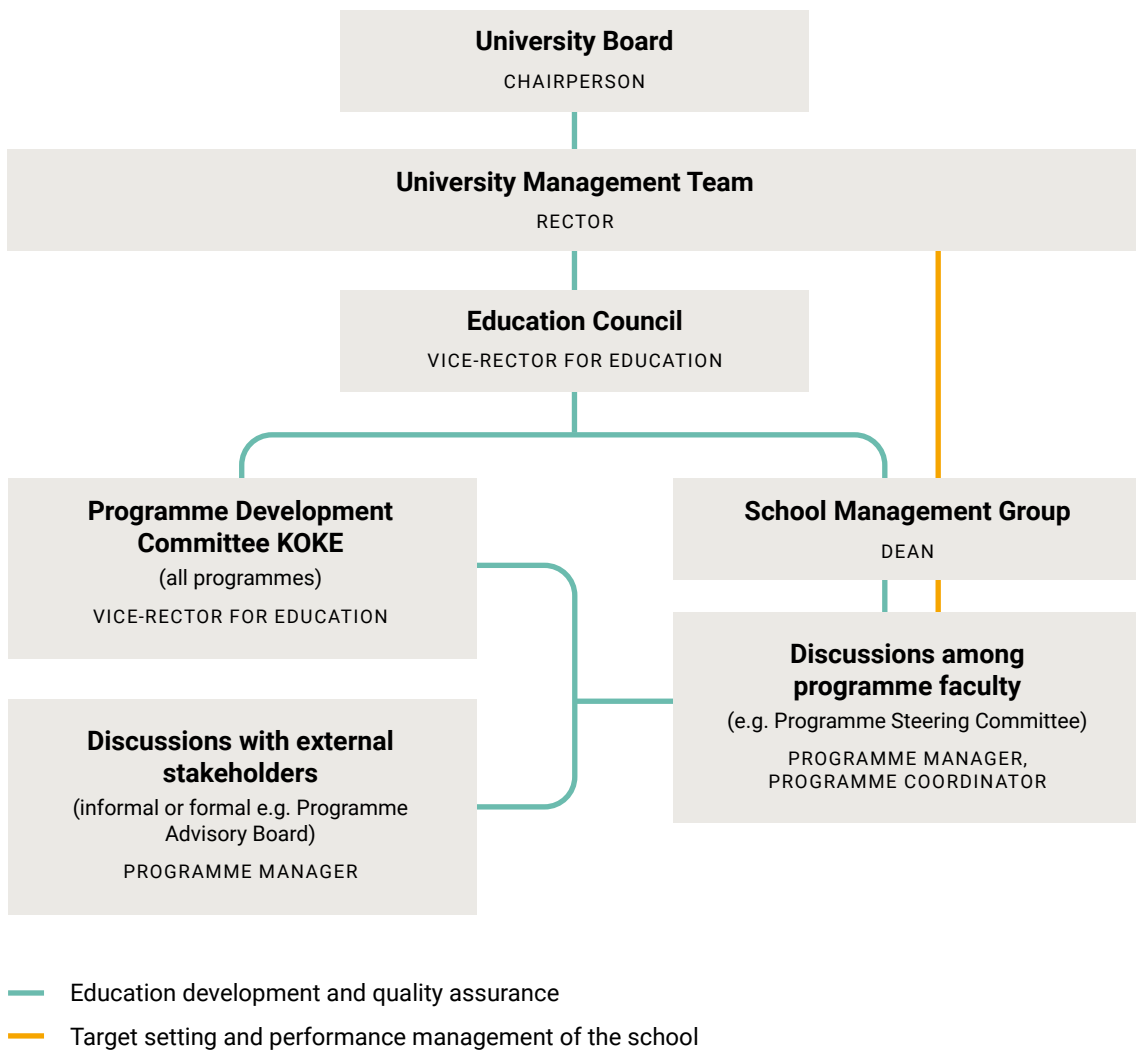 University Board
CHAIRPERSON
University Management Team
RECTOR
Education Council
VICE-RECTOR FOR EDUCATION
Programme Development
Committee KOKE
(all programmes)
VICE-RECTOR FOR EDUCATION
School Management Group
DEAN
Discussions among
programme faculty
(e.g. Programme Steering Committee)
PROGRAMME MANAGER,
PROGRAMME COORDINATOR
Discussions with external
stakeholders
(informal or formal e.g. Programme
Advisory Board)
PROGRAMME MANAGER
Education development and quality assurance
Target setting and performance management of the school